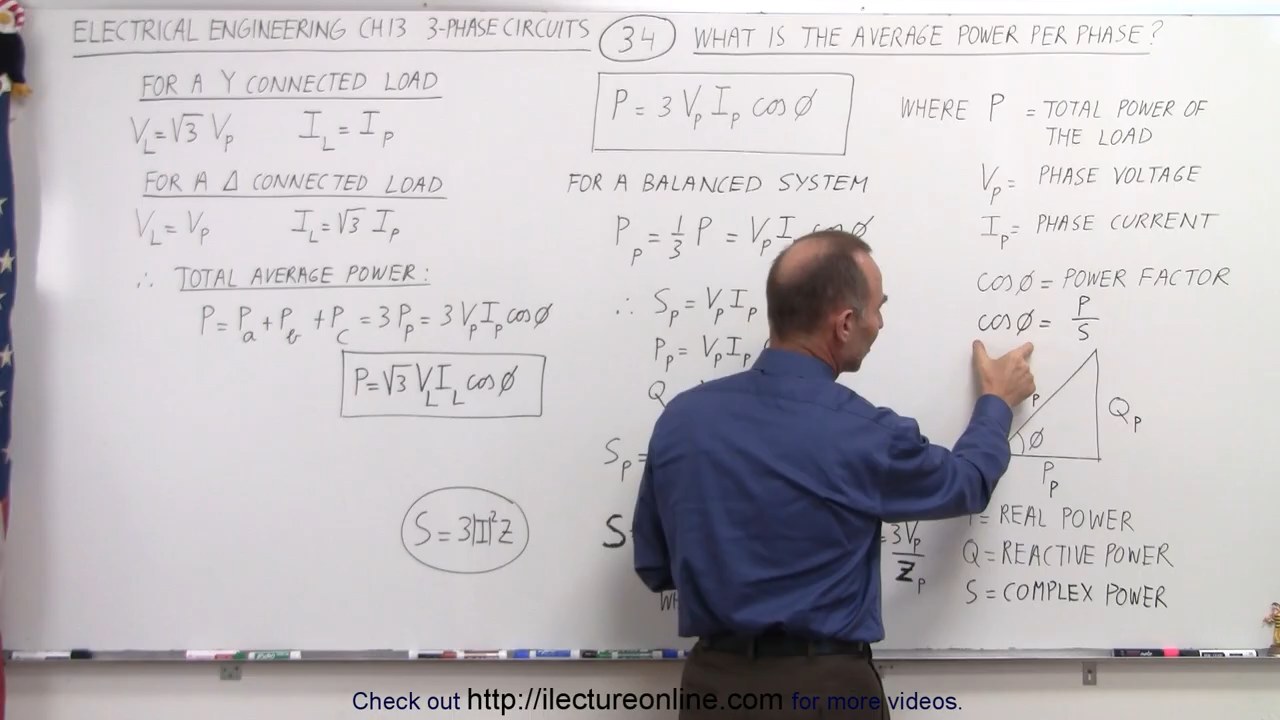 ELECTRICAL ENGINEERING CH13 3-PHASE CIRCUITS 34 WHAT IS THE AVERAGE POWER PER PHASE?
FOR A Y CONNECTED LOAD
V_L = √3 V_p I_L = I_p
FOR A Δ CONNECTED LOAD
V_L = V_p I_L = √3 I_p
∴ TOTAL AVERAGE POWER:
P = P_a + P_b + P_c = 3 P_p = 3 V_p I_p cos ∅
P = √3 V_L I_L cos ∅
S = 3|I|² Z
P = 3 V_p I_p cos ∅
FOR A BALANCED SYSTEM
P_p = 1/3 P = V_p I cos ∅
∴ S_p = V_p I_p
P_p = V_p I_p
Q
S_p =
S
= 3V_p / Z_p
WHERE P = TOTAL POWER OF
THE LOAD
V_p = PHASE VOLTAGE
I_p = PHASE CURRENT
cos ∅ = POWER FACTOR
cos ∅ = P/S
p
∅
Q_p
P_p
= REAL POWER
Q = REACTIVE POWER
S = COMPLEX POWER
Check out http://ilectureonline.com for more videos.